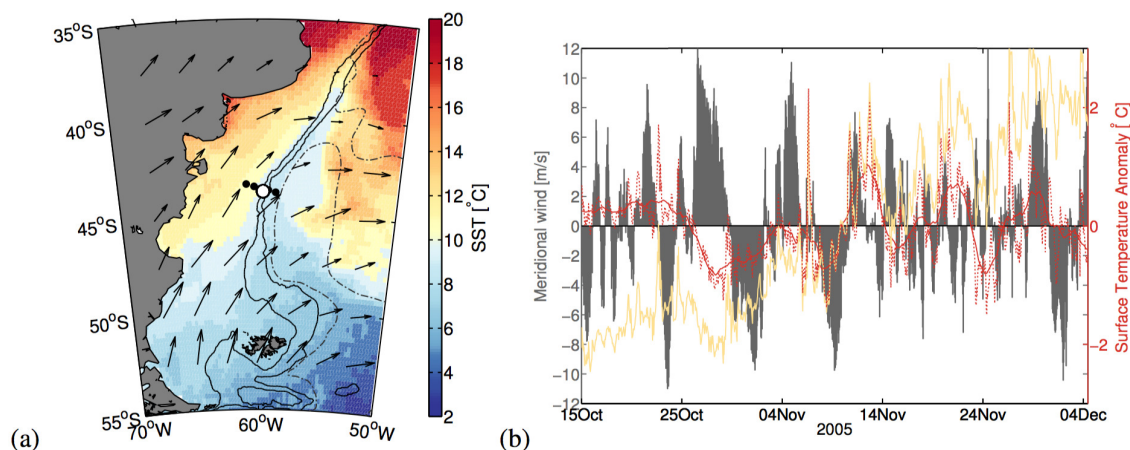 35°S
40°S
45°S
50°S
55°S
70°W
60°W
50°W
20
18
16
14
12
10
8
6
4
2
SST [°C]
(a)
12
10
8
6
4
2
0
−2
−4
−6
−8
−10
−12
Meridional wind [m/s]
15Oct
25Oct
04Nov
14Nov
24Nov
04Dec
2005
2
0
−2
Surface Temperature Anomaly [°C]
(b)